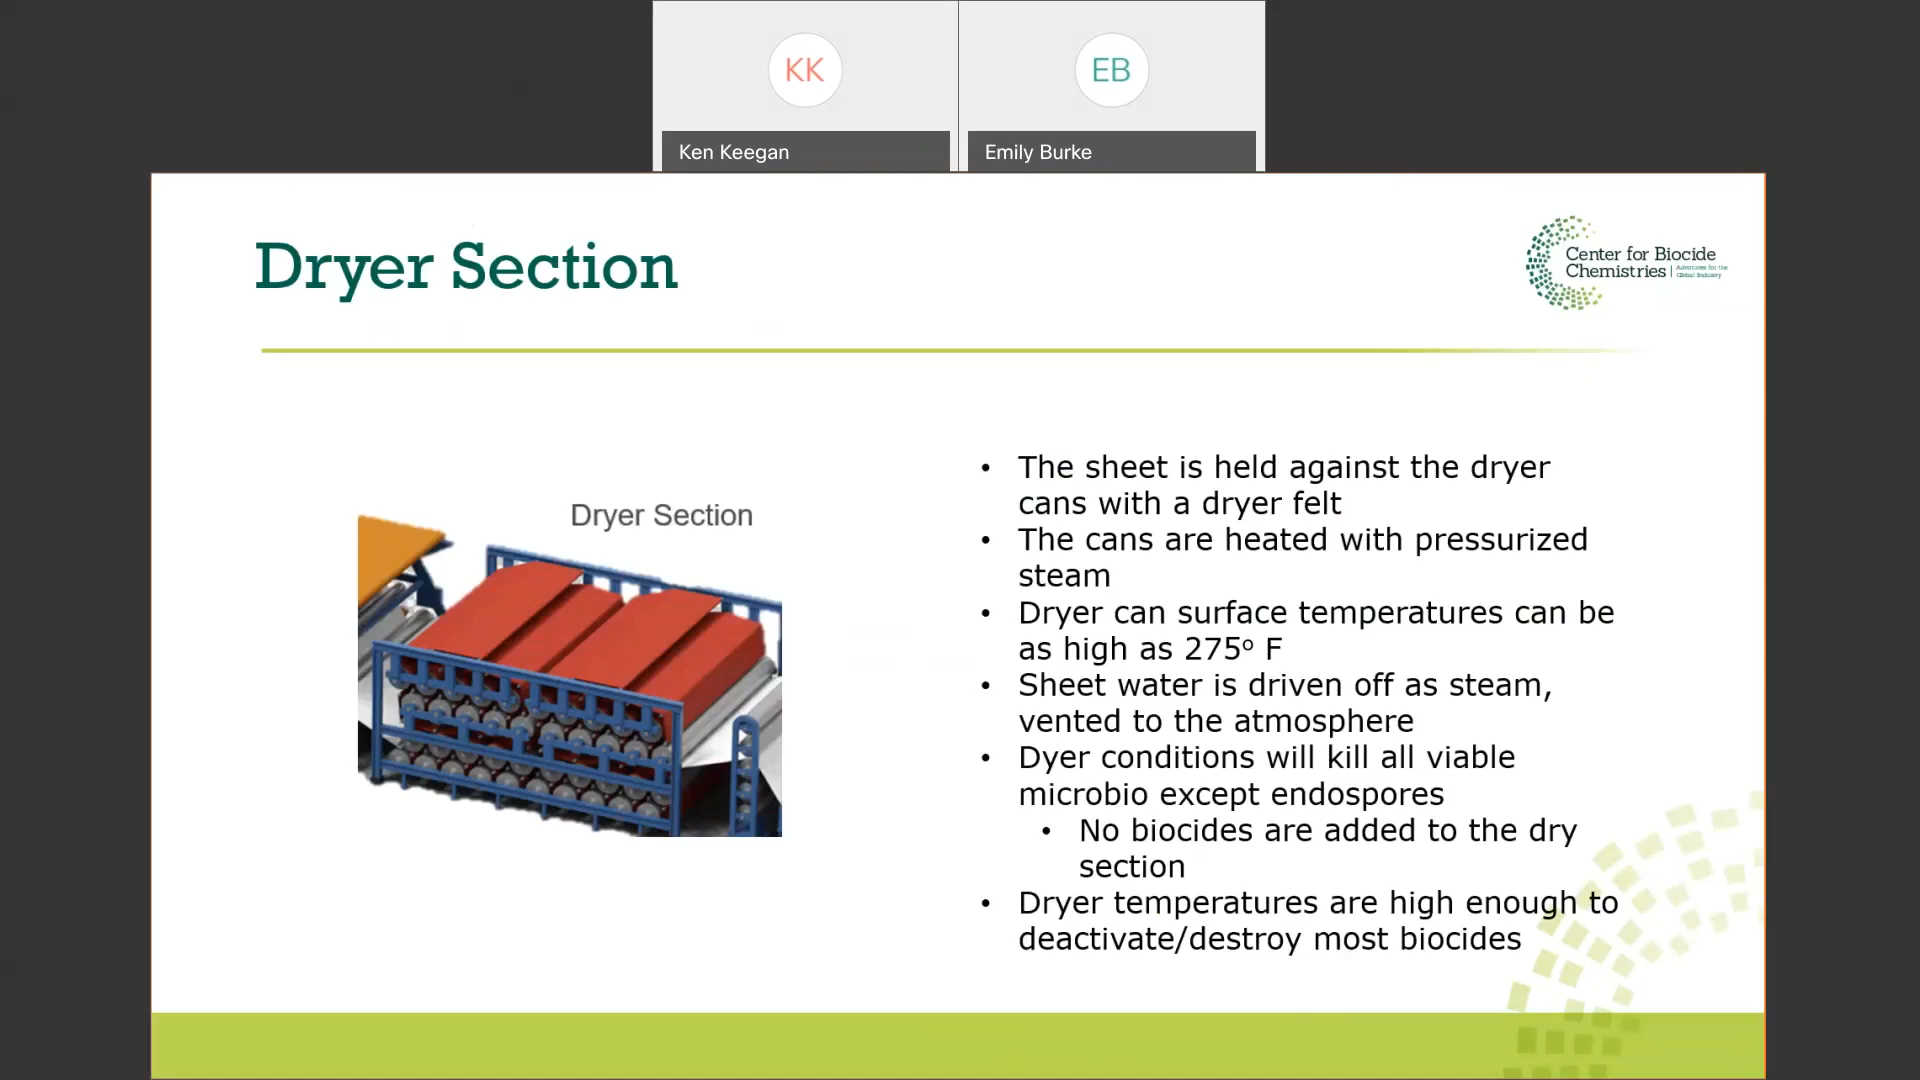 KK
EB
Ken Keegan
Emily Burke
Dryer Section
Center for Biocide
Chemistries | Advocates for the
Global Industry
Dryer Section
• The sheet is held against the dryer
cans with a dryer felt
• The cans are heated with pressurized
steam
• Dryer can surface temperatures can be
as high as 275º F
• Sheet water is driven off as steam,
vented to the atmosphere
• Dyer conditions will kill all viable
microbio except endospores
• No biocides are added to the dry
section
• Dryer temperatures are high enough to
deactivate/destroy most biocides